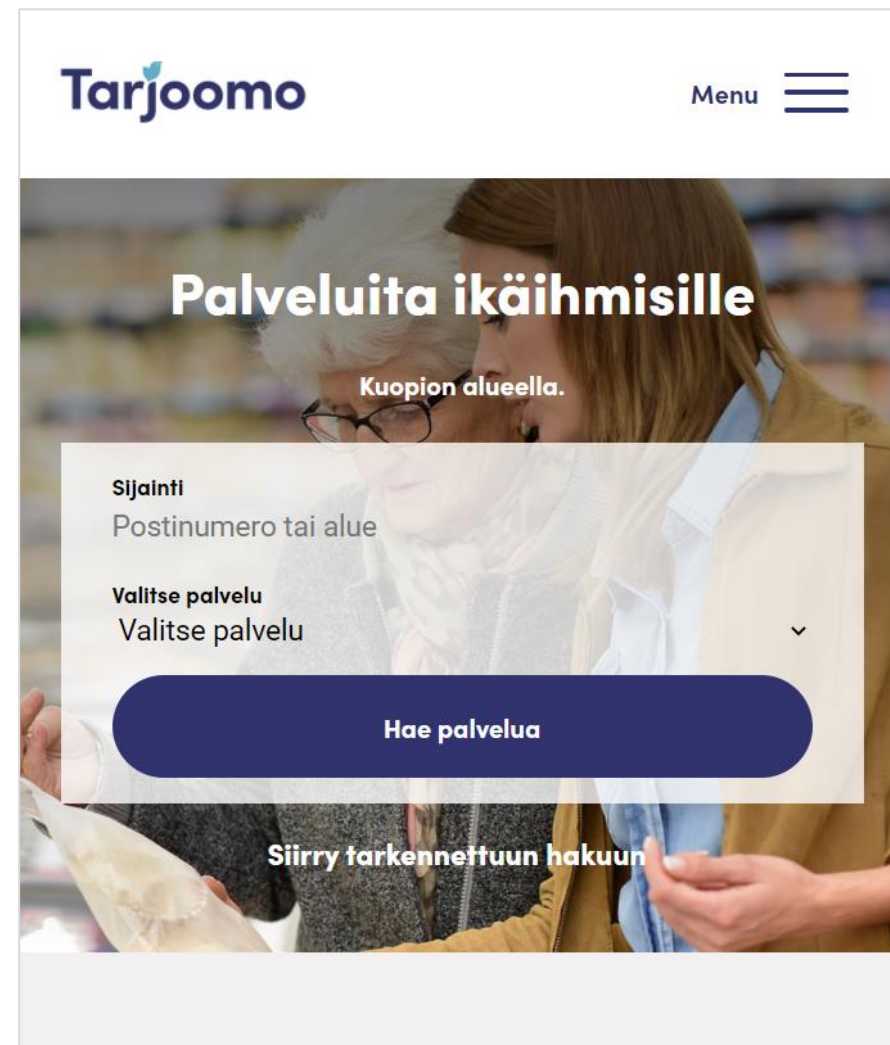 Tarjoomo
Menu
Palveluita ikäihmisille
Kuopion alueella.
Sijainti
Postinumero tai alue
Valitse palvelu
Valitse palvelu
Hae palvelua
Siirry tarkennettuun hakuun